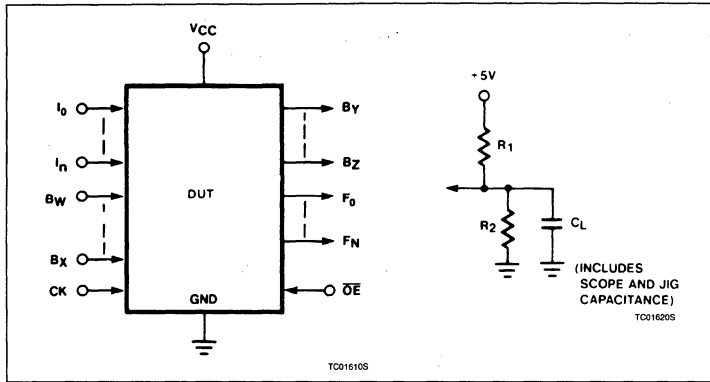 VCC
I0
BY
In
BZ
BW
DUT
F0
FN
BX
CK
GND
OE
TC01610S
+5V
R1
R2
CL
(INCLUDES
SCOPE AND JIG
CAPACITANCE)
TC01620S